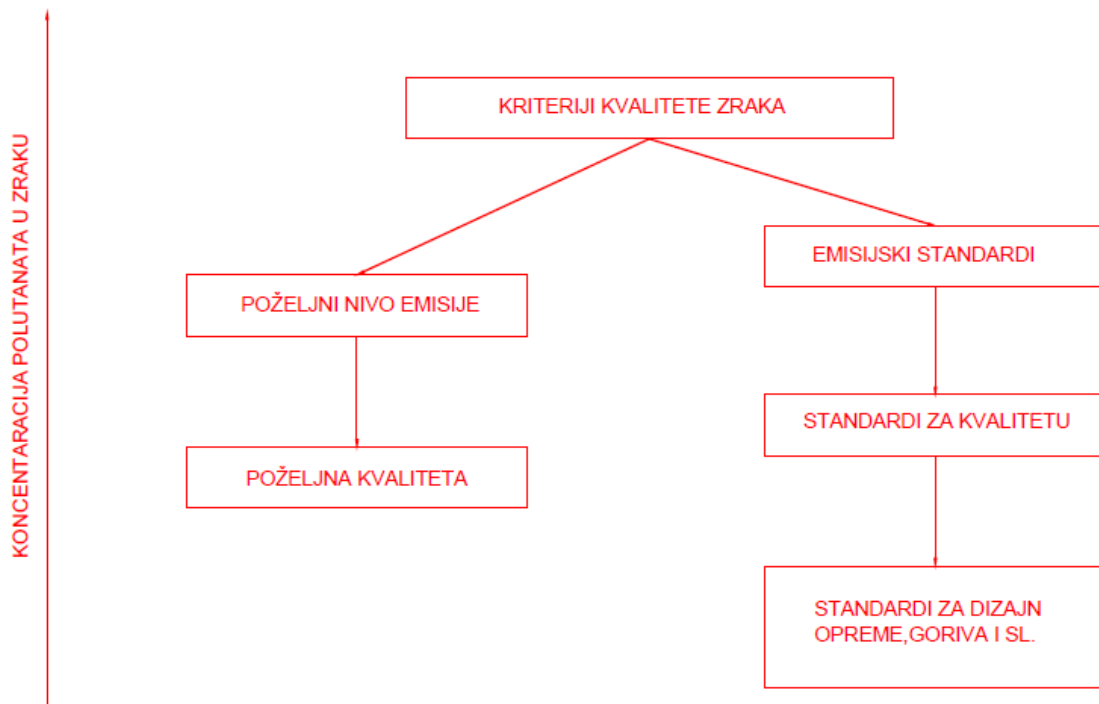 KONCENTARACIJA POLUTANATA U ZRAKU
KRITERIJI KVALITETE ZRAKA
POŽELJNI NIVO EMISIJE
POŽELJNA KVALITETA
EMISIJSKI STANDARDI
STANDARDI ZA KVALITETU
STANDARDI ZA DIZAJN
OPREME,GORIVA I SL.